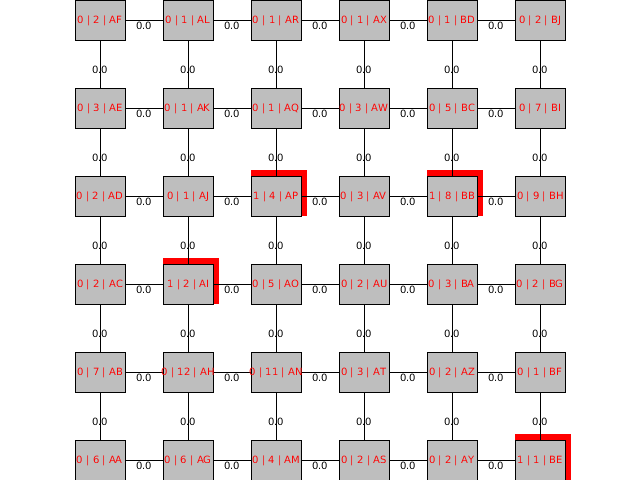 0 | 2 | AF 0.0 0 | 1 | AL 0.0 0 | 1 | AR 0.0 0 | 1 | AX 0.0 0 | 1 | BD 0.0 0 | 2 | BJ
0.0 0.0 0.0 0.0 0.0 0.0
0 | 3 | AE 0.0 0 | 1 | AK 0.0 0 | 1 | AQ 0.0 0 | 3 | AW 0.0 0 | 5 | BC 0.0 0 | 7 | BI
0.0 0.0 0.0 0.0 0.0 0.0
0 | 2 | AD 0.0 0 | 1 | AJ 0.0 1 | 4 | AP 0.0 0 | 3 | AV 0.0 1 | 8 | BB 0.0 0 | 9 | BH
0.0 0.0 0.0 0.0 0.0 0.0
0 | 2 | AC 0.0 1 | 2 | AI 0.0 0 | 5 | AO 0.0 0 | 2 | AU 0.0 0 | 3 | BA 0.0 0 | 2 | BG
0.0 0.0 0.0 0.0 0.0 0.0
0 | 7 | AB 0.0 0 | 12 | AH 0.0 0 | 11 | AN 0.0 0 | 3 | AT 0.0 0 | 2 | AZ 0.0 0 | 1 | BF
0.0 0.0 0.0 0.0 0.0 0.0
0 | 6 | AA 0.0 0 | 6 | AG 0.0 0 | 4 | AM 0.0 0 | 2 | AS 0.0 0 | 2 | AY 0.0 1 | 1 | BE